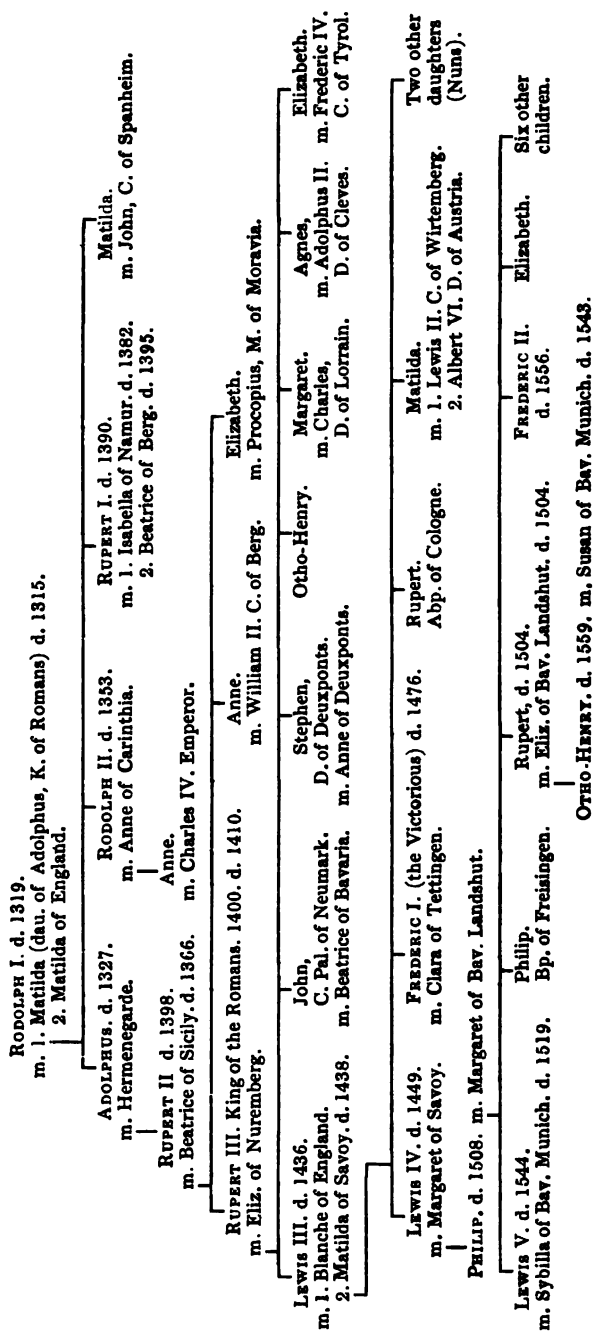 RODOLPH I. d. 1319.
m. 1. Matilda (dau. of Adolphus, K. of Romans) d. 1315.
2. Matilda of England.
ADOLPHUS. d. 1327.
m. Hermenegarde.
RODOLPH II. d. 1353.
m. Anne of Carinthia.
RUPERT I. d. 1390.
m. 1. Isabella of Namur. d. 1382.
2. Beatrice of Berg. d. 1395.
Matilda.
m. John, C. of Spanheim.
RUPERT II d. 1398.
m. Beatrice of Sicily. d. 1366.
Anne.
m. Charles IV. Emperor.
RUPERT III. King of the Romans. 1400. d. 1410.
m. Eliz. of Nuremberg.
Anne.
m. William II. C. of Berg.
Elizabeth.
m. Procopius, M. of Moravia.
LEWIS III. d. 1436.
m. 1. Blanche of England.
2. Matilda of Savoy. d. 1438.
John,
C. Pal. of Neumark.
m. Beatrice of Bavaria.
Stephen,
D. of Deuxponts.
m. Anne of Deuxponts.
Otho-Henry.
Margaret.
m. Charles,
D. of Lorrain.
Agnes,
m. Adolphus II.
D. of Cleves.
Elizabeth.
m. Frederic IV.
C. of Tyrol.
LEWIS IV. d. 1449.
m. Margaret of Savoy.
FREDERIC I. (the Victorious) d. 1476.
m. Clara of Tettingen.
Rupert.
Abp. of Cologne.
Matilda.
m. 1. Lewis II. C. of Wirtemberg.
2. Albert VI. D. of Austria.
Two other
daughters
(Nuns).
PHILIP. d. 1508. m. Margaret of Bav. Landshut.
LEWIS V. d. 1544.
m. Sybilla of Bav. Munich. d. 1519.
Philip.
Bp. of Freisingen.
Rupert, d. 1504.
m. Eliz. of Bav. Landshut. d. 1504.
FREDERIC II.
d. 1556.
Elizabeth.
Six other
children.
OTHO-HENRY. d. 1559. m. Susan of Bav. Munich. d. 1543.